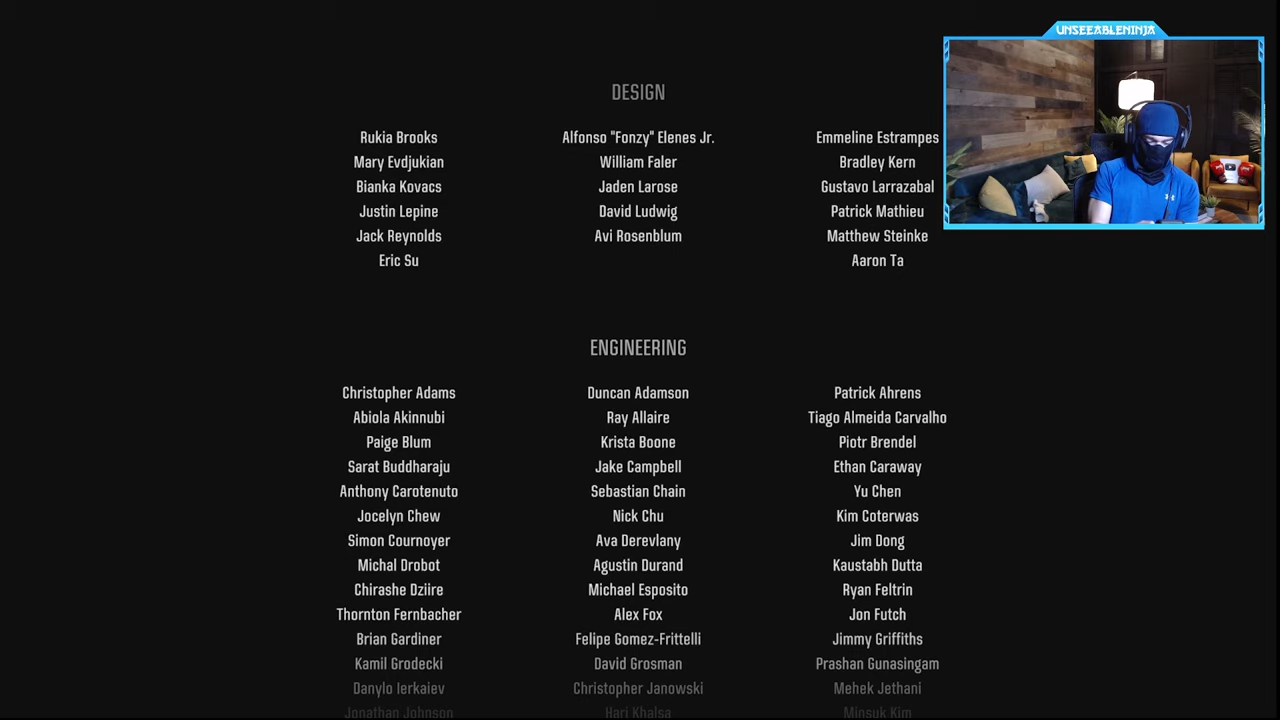 UNSEEABLENINJA
DESIGN
Rukia Brooks Alfonso "Fonzy" Elenes Jr. Emmeline Estrampes
Mary Evdjukian William Faler Bradley Kern
Bianka Kovacs Jaden Larose Gustavo Larrazabal
Justin Lepine David Ludwig Patrick Mathieu
Jack Reynolds Avi Rosenblum Matthew Steinke
Eric Su Aaron Ta
ENGINEERING
Christopher Adams Duncan Adamson Patrick Ahrens
Abiola Akinnubi Ray Allaire Tiago Almeida Carvalho
Paige Blum Krista Boone Piotr Brendel
Sarat Buddharaju Jake Campbell Ethan Caraway
Anthony Carotenuto Sebastian Chain Yu Chen
Jocelyn Chew Nick Chu Kim Coterwas
Simon Cournoyer Ava Derevlany Jim Dong
Michal Drobot Agustin Durand Kaustabh Dutta
Chirashe Dziire Michael Esposito Ryan Feltrin
Thornton Fernbacher Alex Fox Jon Futch
Brian Gardiner Felipe Gomez-Frittelli Jimmy Griffiths
Kamil Grodecki David Grosman Prashan Gunasingam
Danylo Ierkaiev Christopher Janowski Mehek Jethani
Jonathan Johnson Hari Khalsa Minsuk Kim